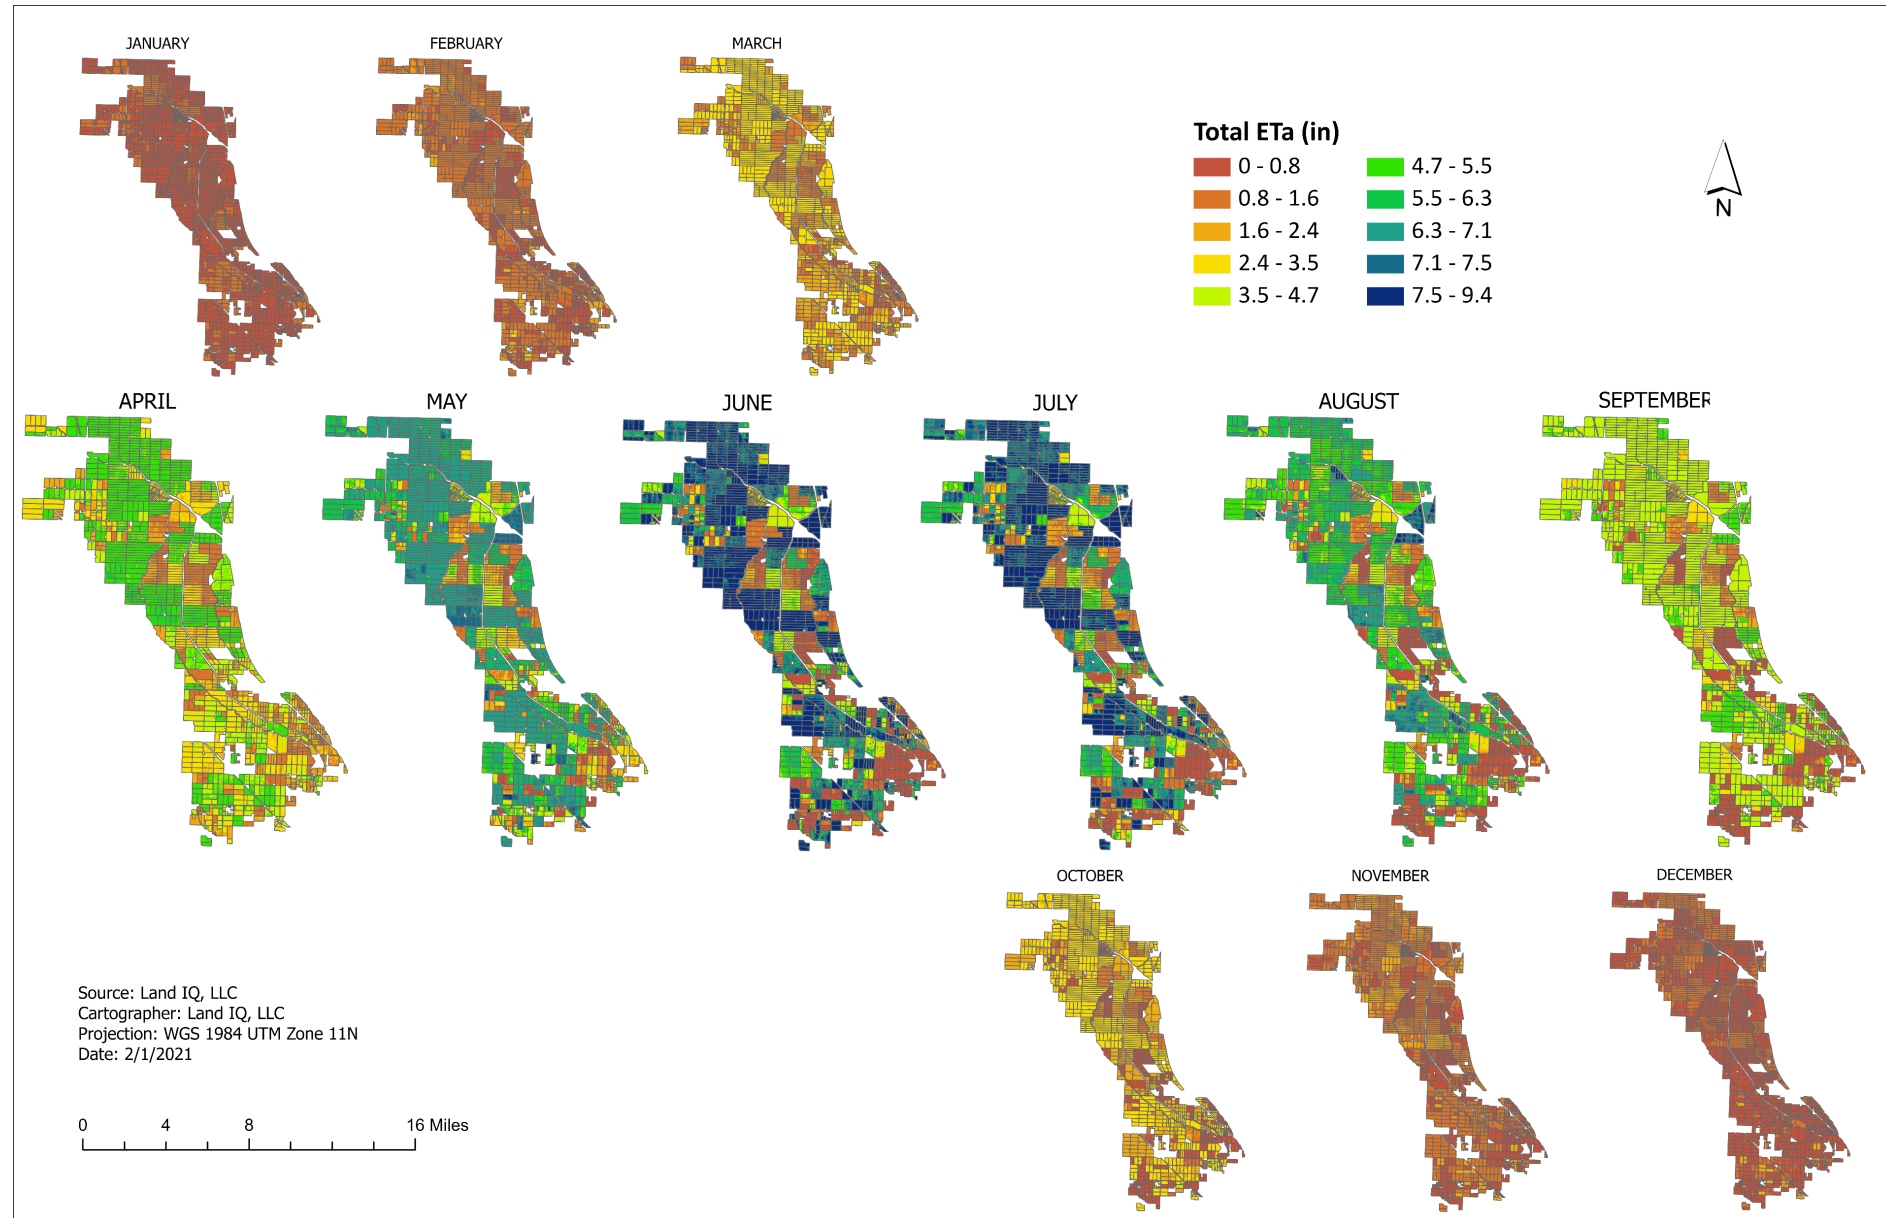 JANUARY
FEBRUARY
MARCH
Total ETa (in)
0 - 0.8
0.8 - 1.6
1.6 - 2.4
2.4 - 3.5
3.5 - 4.7
4.7 - 5.5
5.5 - 6.3
6.3 - 7.1
7.1 - 7.5
7.5 - 9.4
N
APRIL
MAY
JUNE
JULY
AUGUST
SEPTEMBER
OCTOBER
NOVEMBER
DECEMBER
Source: Land IQ, LLC
Cartographer: Land IQ, LLC
Projection: WGS 1984 UTM Zone 11N
Date: 2/1/2021
0 4 8 16 Miles